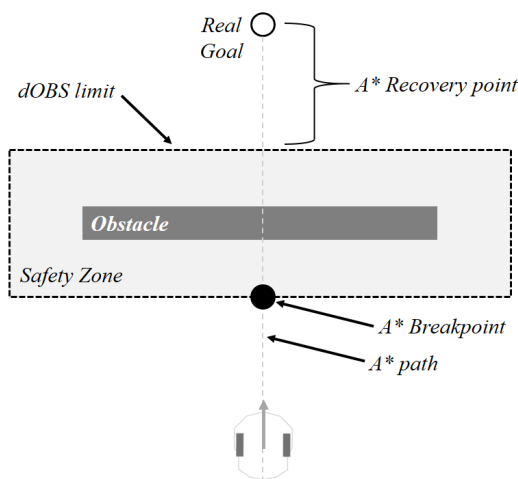 Real
Goal
A* Recovery point
dOBS limit
Obstacle
Safety Zone
A* Breakpoint
A* path